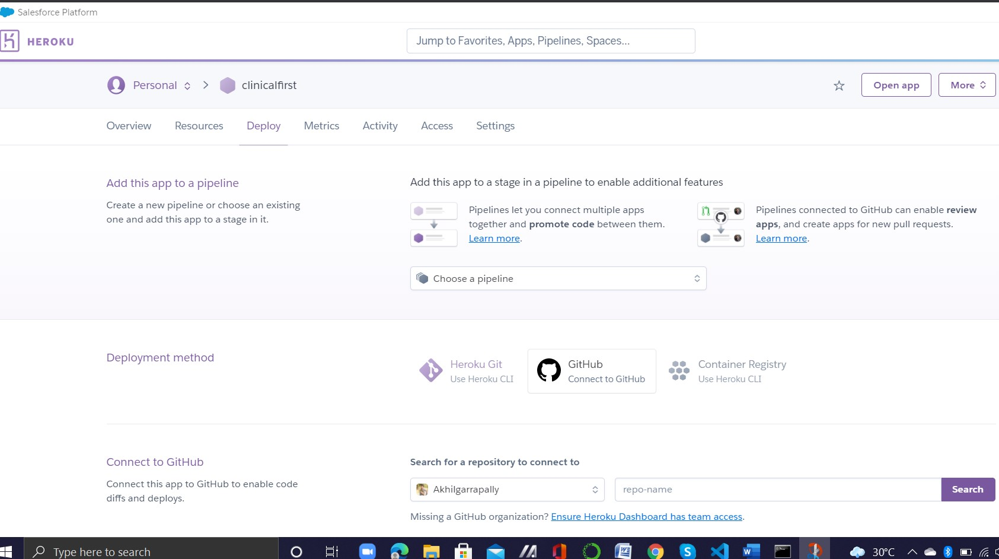 Salesforce Platform
HEROKU
Jump to Favorites, Apps, Pipelines, Spaces...
Personal
clinicalfirst
Open app
More
Overview
Resources
Deploy
Metrics
Activity
Access
Settings
Add this app to a pipeline
Create a new pipeline or choose an existing
one and add this app to a stage in it.
Add this app to a stage in a pipeline to enable additional features
Pipelines let you connect multiple apps
together and promote code between them.
Learn more.
Pipelines connected to GitHub can enable review
apps, and create apps for new pull requests.
Learn more.
Choose a pipeline
Deployment method
Heroku Git
Use Heroku CLI
GitHub
Connect to GitHub
Container Registry
Use Heroku CLI
Connect to GitHub
Connect this app to GitHub to enable code
diffs and deploys.
Search for a repository to connect to
Akhilgarrapally
repo-name
Search
Missing a GitHub organization? Ensure Heroku Dashboard has team access.
Type here to search
30°C